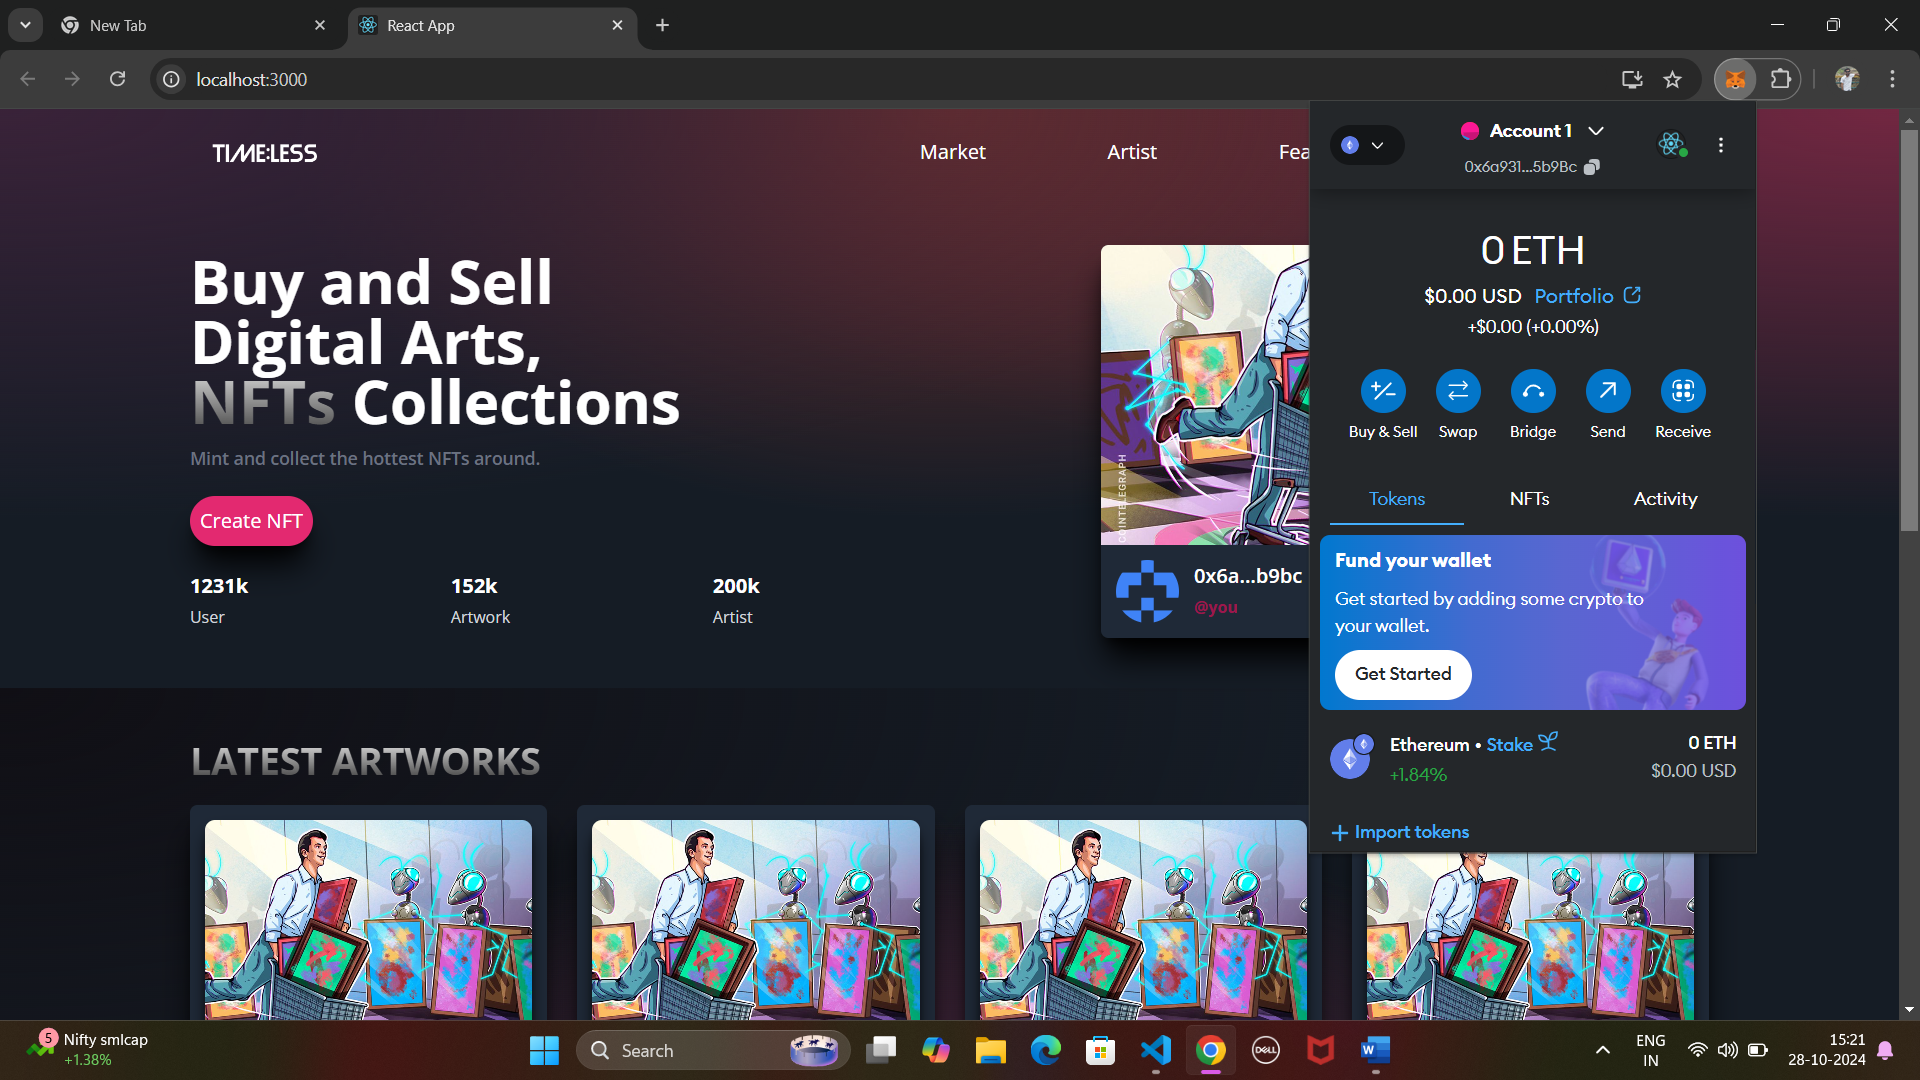 New Tab
React App
localhost:3000
TIME:LESS
Market
Artist
Fea
Buy and Sell
Digital Arts,
NFTs Collections
Mint and collect the hottest NFTs around.
Create NFT
1231k
152k
200k
User
Artwork
Artist
COINTELEGRAPH
0x6a...b9bc
@you
LATEST ARTWORKS
Account 1
0x6a931...5b9Bc
0 ETH
$0.00 USD Portfolio
+$0.00 (+0.00%)
Buy & Sell
Swap
Bridge
Send
Receive
Tokens
NFTs
Activity
Fund your wallet
Get started by adding some crypto to
your wallet.
Get Started
Ethereum • Stake
0 ETH
+1.84%
$0.00 USD
+ Import tokens
5
Nifty smlcap
+1.38%
Search
DELL
W
ENG
IN
15:21
28-10-2024